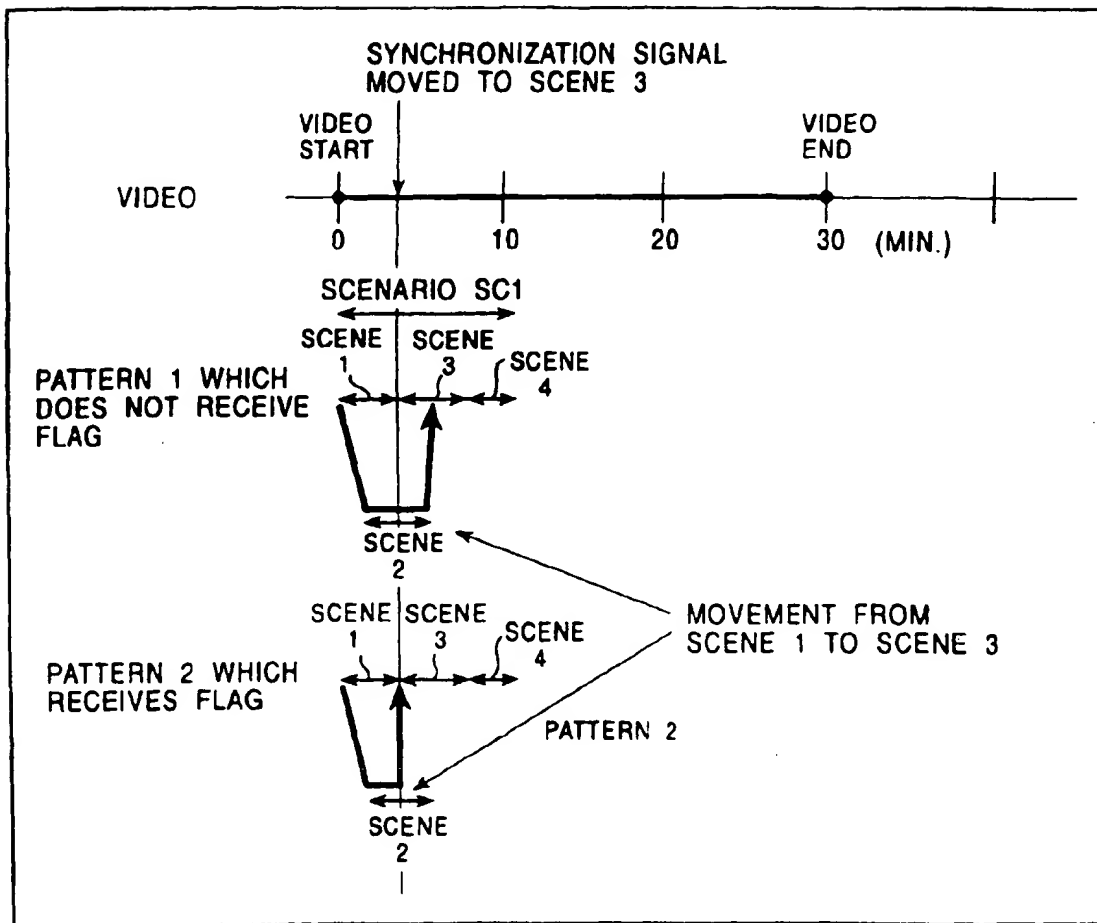 SYNCHRONIZATION SIGNAL
MOVED TO SCENE 3
VIDEO
START
VIDEO
END
VIDEO
0
10
20
30
(MIN.)
SCENARIO SC1
SCENE
1
SCENE
3
SCENE
4
PATTERN 1 WHICH
DOES NOT RECEIVE
FLAG
SCENE
2
SCENE
1
SCENE
3
SCENE
4
MOVEMENT FROM
SCENE 1 TO SCENE 3
PATTERN 2 WHICH
RECEIVES FLAG
PATTERN 2
SCENE
2